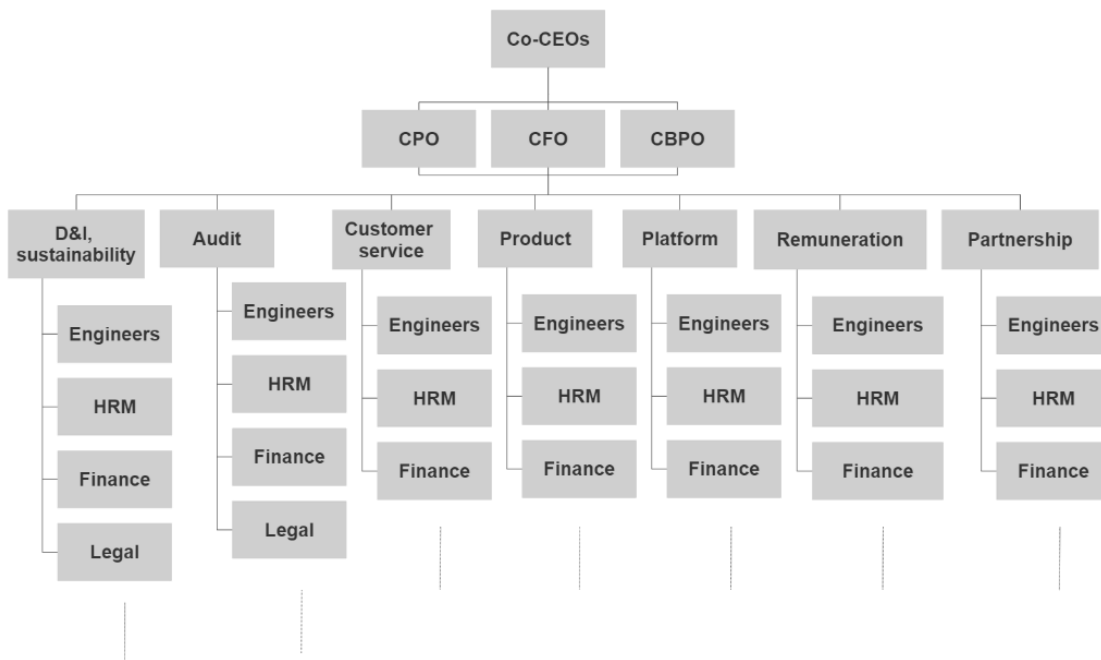 Co-CEOs
CPO
CFO
CBPO
D&I,
sustainability
Audit
Customer
service
Product
Platform
Remuneration
Partnership
Engineers
HRM
Finance
Legal
Engineers
HRM
Finance
Legal
Engineers
HRM
Finance
Engineers
HRM
Finance
Engineers
HRM
Finance
Engineers
HRM
Finance
Engineers
HRM
Finance